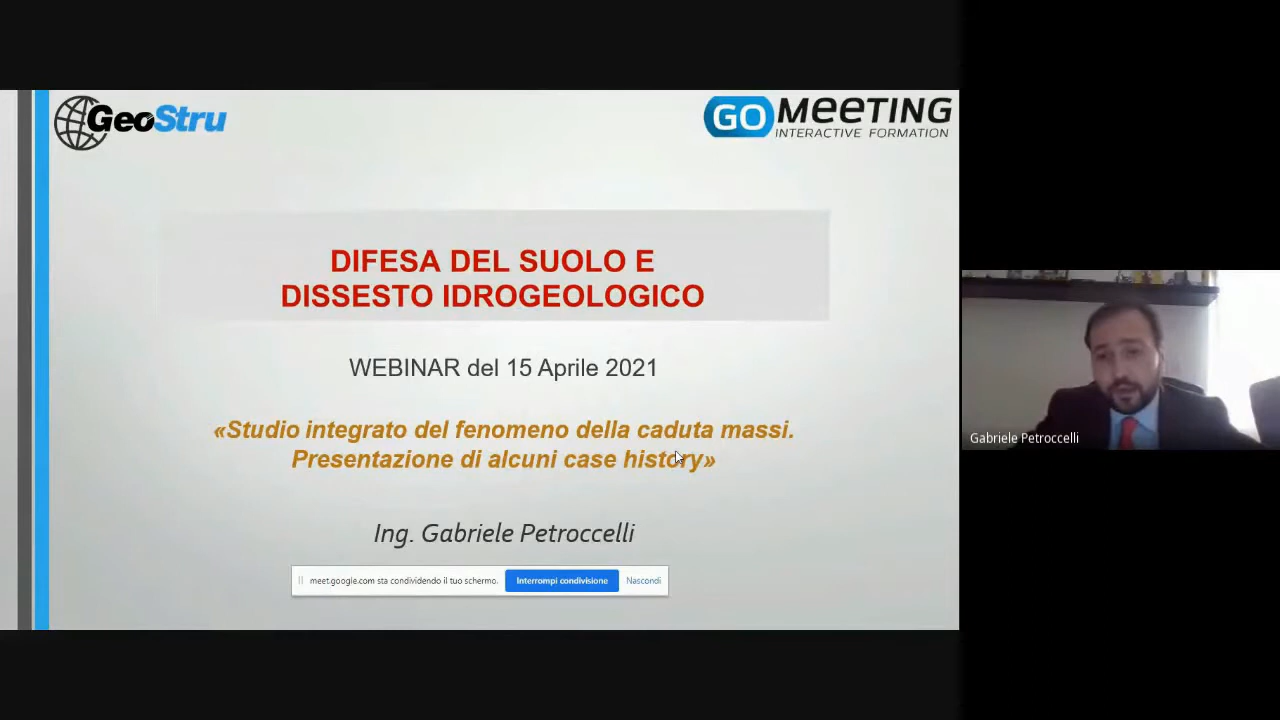 GeoStru
GO MeeTING
INTERACTIVE FORMATION
DIFESA DEL SUOLO E
DISSESTO IDROGEOLOGICO
WEBINAR del 15 Aprile 2021
«Studio integrato del fenomeno della caduta massi.
Presentazione di alcuni case history»
Ing. Gabriele Petroccelli
meet.google.com sta condividendo il tuo schermo.
Interrompi condivisione
Nascondi
Gabriele Petroccelli